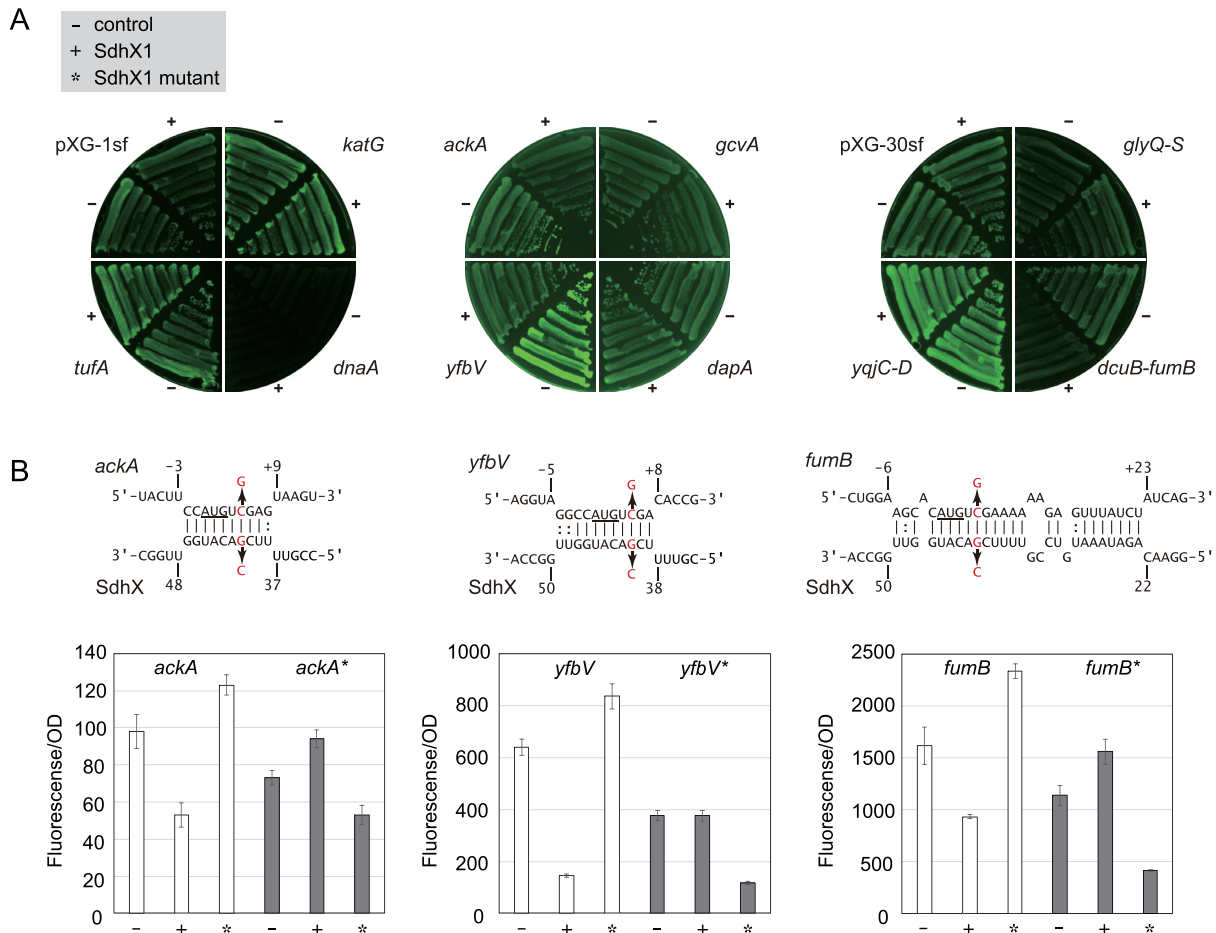 A
– control
+ SdhX1
* SdhX1 mutant
+ –
pXG-1sf katG
– +
+ –
tufA dnaA
– +
+ –
ackA gcvA
– +
+ –
yfbV dapA
– +
+ –
pXG-30sf glyQ-S
– +
+ –
yqjC-D dcuB-fumB
– +
B
ackA
–3 +9
G
5'-UACUU UAAGU-3'
CCAUGUCGAG
GGUACAGCUU
3'-CGGUU UUGCC-5'
C
SdhX 48 37
yfbV
–5 +8
G
5'-AGGUA CACCG-3'
GGCCAUGUCGA
UUGGUACAGCU
3'-ACCGG UUUGC-5'
C
SdhX 50 38
fumB
–6 +23
G
5'-CUGGA A AA AUCAG-3'
AGC CAUGUCGAAAA GA GUUUAUCU
UUG GUACAGCUUUU CU UAAAUAGA
3'-ACCGG GC G CAAGG-5'
C
SdhX 50 22
Fluorescense/OD
140
120
100
80
60
40
20
0
ackA ackA*
– + * – + *
Fluorescense/OD
1000
800
600
400
200
0
yfbV yfbV*
– + * – + *
Fluorescense/OD
2500
2000
1500
1000
500
0
fumB fumB*
– + * – + *